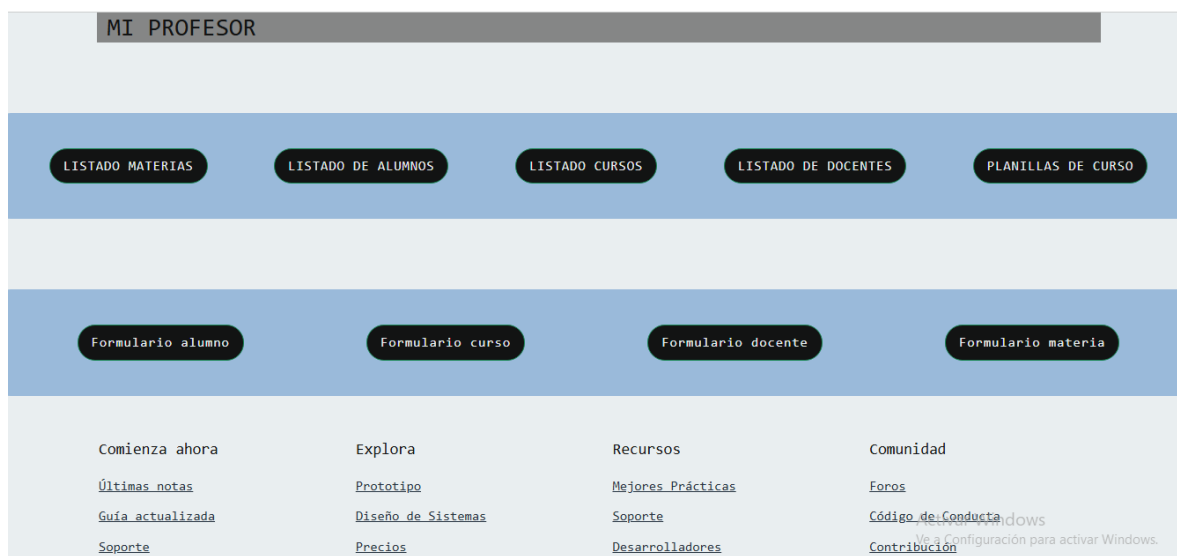 MI PROFESOR
LISTADO MATERIAS LISTADO DE ALUMNOS LISTADO CURSOS LISTADO DE DOCENTES PLANILLAS DE CURSO
Formulario alumno Formulario curso Formulario docente Formulario materia
Comienza ahora Explora Recursos Comunidad
Últimas notas Prototipo Mejores Prácticas Foros
Guía actualizada Diseño de Sistemas Soporte Código de Conducta
Activar Windows
Soporte Precios Desarrolladores Contribución
Ve a Configuración para activar Windows.